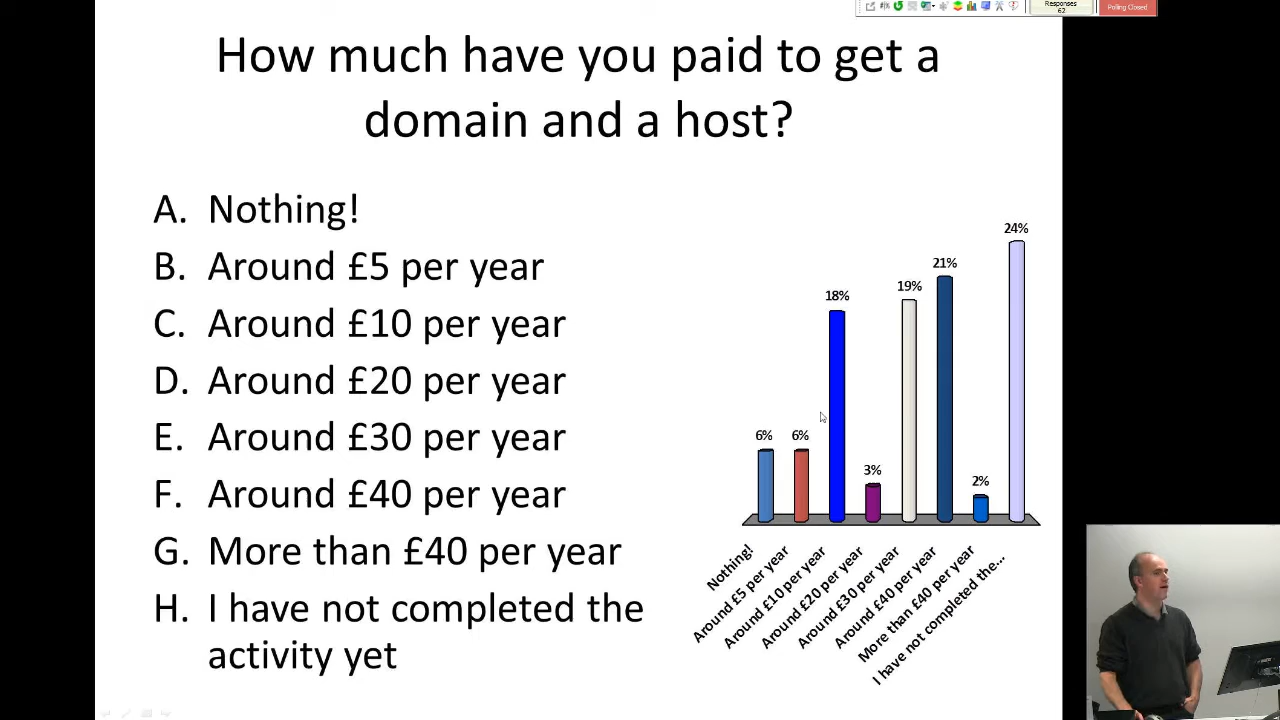 Responses
62
Polling Closed
How much have you paid to get a
domain and a host?
A. Nothing!
B. Around £5 per year
C. Around £10 per year
D. Around £20 per year
E. Around £30 per year
F. Around £40 per year
G. More than £40 per year
H. I have not completed the
activity yet
6%
6%
18%
3%
19%
21%
2%
24%
Nothing!
Around £5 per year
Around £10 per year
Around £20 per year
Around £30 per year
Around £40 per year
More than £40 per year
I have not completed the...